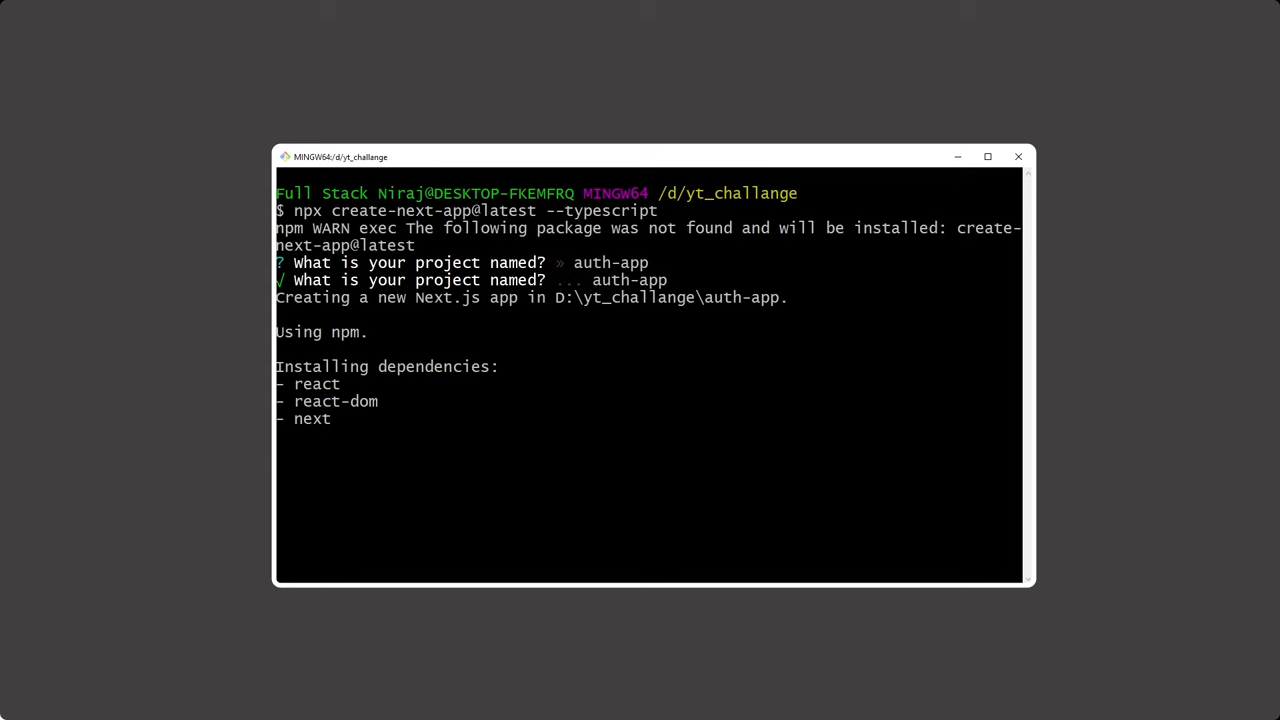 MINGW64:/d/yt_challange
Full Stack Niraj@DESKTOP-FKEMFRQ MINGW64 /d/yt_challange
$ npx create-next-app@latest --typescript
npm WARN exec The following package was not found and will be installed: create-
next-app@latest
? What is your project named? » auth-app
√ What is your project named? ... auth-app
Creating a new Next.js app in D:\yt_challange\auth-app.
Using npm.
Installing dependencies:
- react
- react-dom
- next